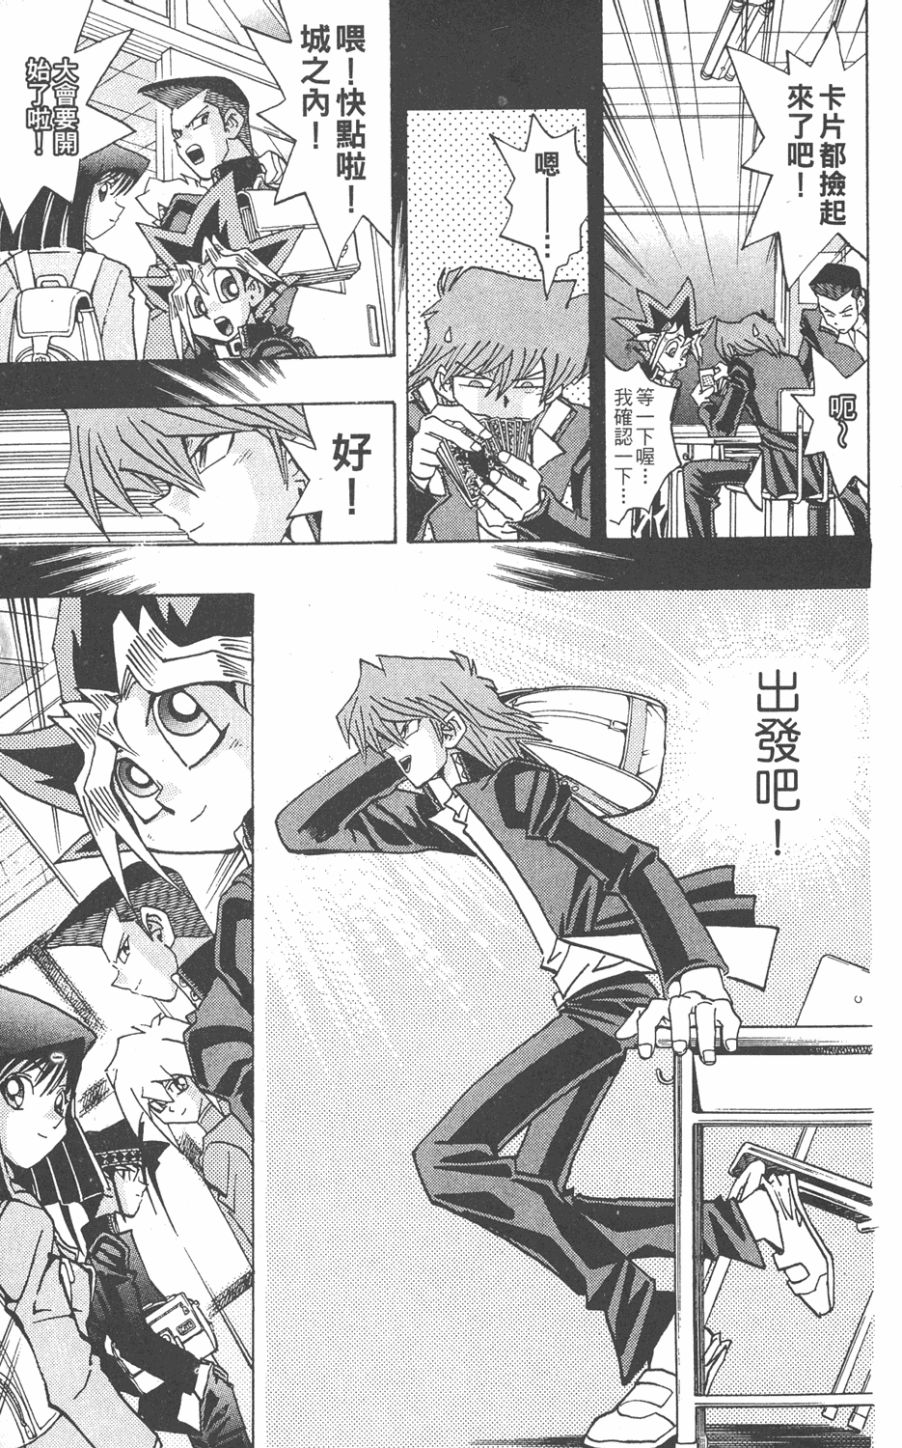 卡片都撿起
來了吧！
呃～
等一下喔…
我確認一下…
嗯——…
喂！快點啦！
城之內！
大會要開
始了啦！
好！
出發吧！